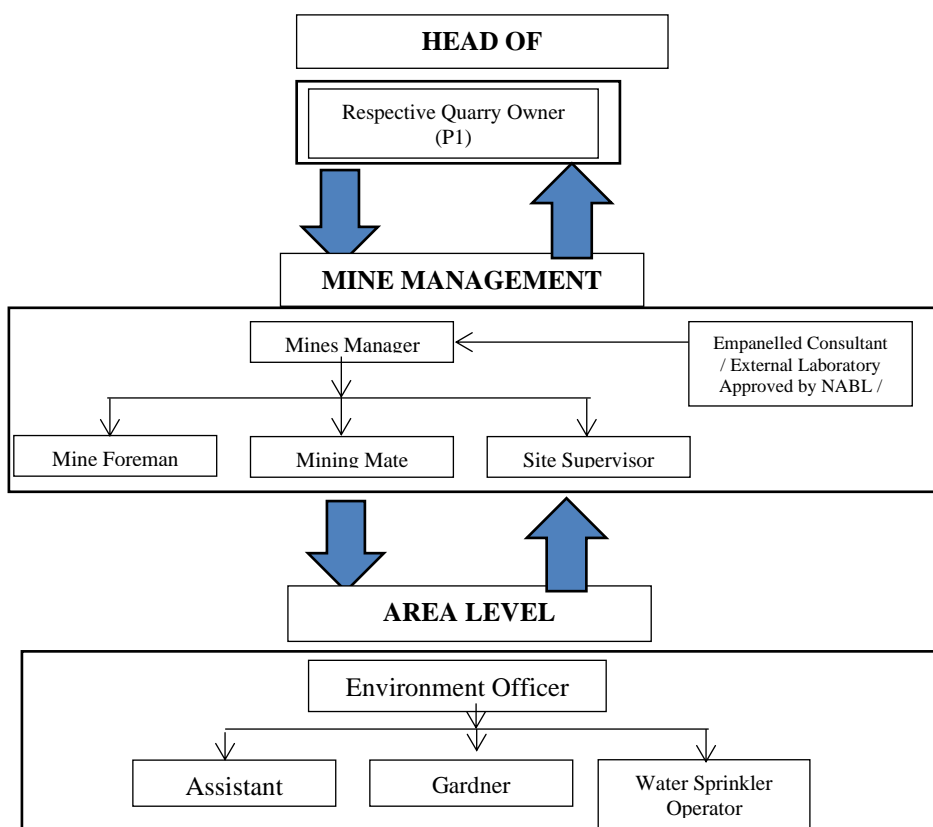 HEAD OF
Respective Quarry Owner
(P1)
MINE MANAGEMENT
Mines Manager
Empanelled Consultant
/ External Laboratory
Approved by NABL /
Mine Foreman
Mining Mate
Site Supervisor
AREA LEVEL
Environment Officer
Assistant
Gardner
Water Sprinkler
Operator